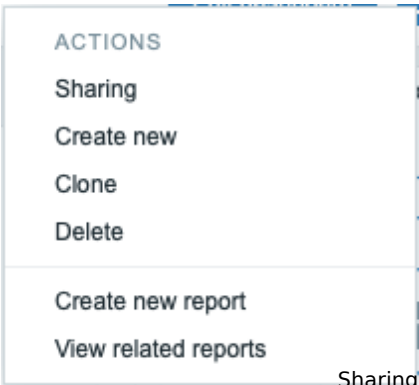 ACTIONS
Sharing
Create new
Clone
Delete
Create new report
View related reports
Sharing